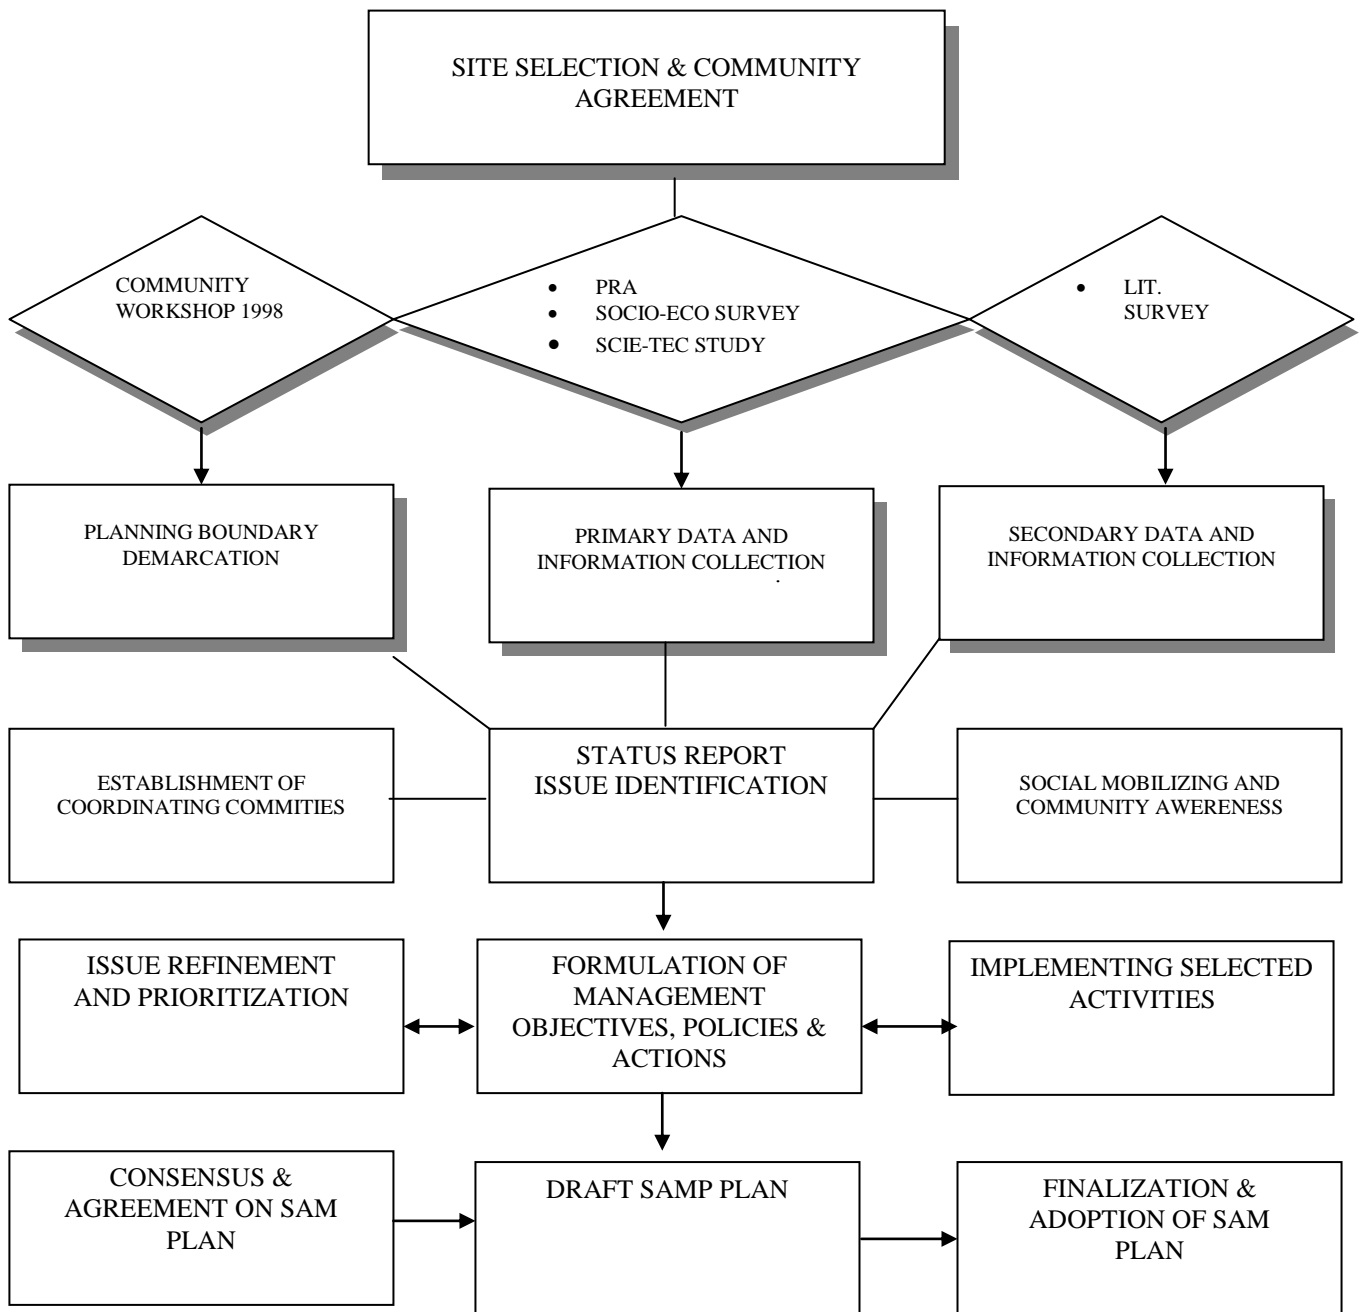 SITE SELECTION & COMMUNITY
AGREEMENT
COMMUNITY
WORKSHOP 1998
• PRA
• SOCIO-ECO SURVEY
• SCIE-TEC STUDY
• LIT.
SURVEY
PLANNING BOUNDARY
DEMARCATION
PRIMARY DATA AND
INFORMATION COLLECTION
.
SECONDARY DATA AND
INFORMATION COLLECTION
ESTABLISHMENT OF
COORDINATING COMMITIES
STATUS REPORT
ISSUE IDENTIFICATION
SOCIAL MOBILIZING AND
COMMUNITY AWERENESS
ISSUE REFINEMENT
AND PRIORITIZATION
FORMULATION OF
MANAGEMENT
OBJECTIVES, POLICIES &
ACTIONS
IMPLEMENTING SELECTED
ACTIVITIES
CONSENSUS &
AGREEMENT ON SAM
PLAN
DRAFT SAMP PLAN
FINALIZATION &
ADOPTION OF SAM
PLAN